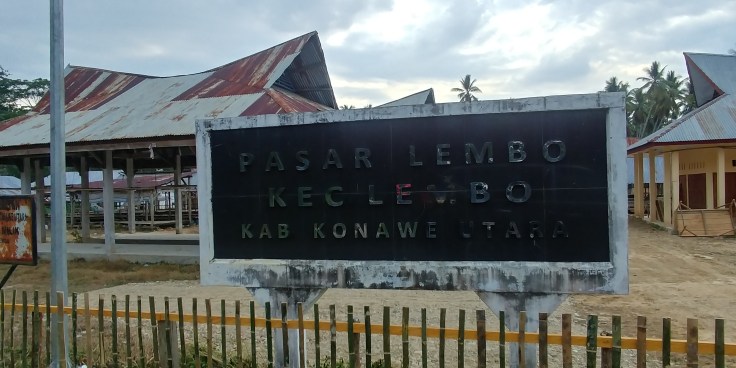 PASAR LEMBO
KEC LEMBO
KAB KONAWE UTARA